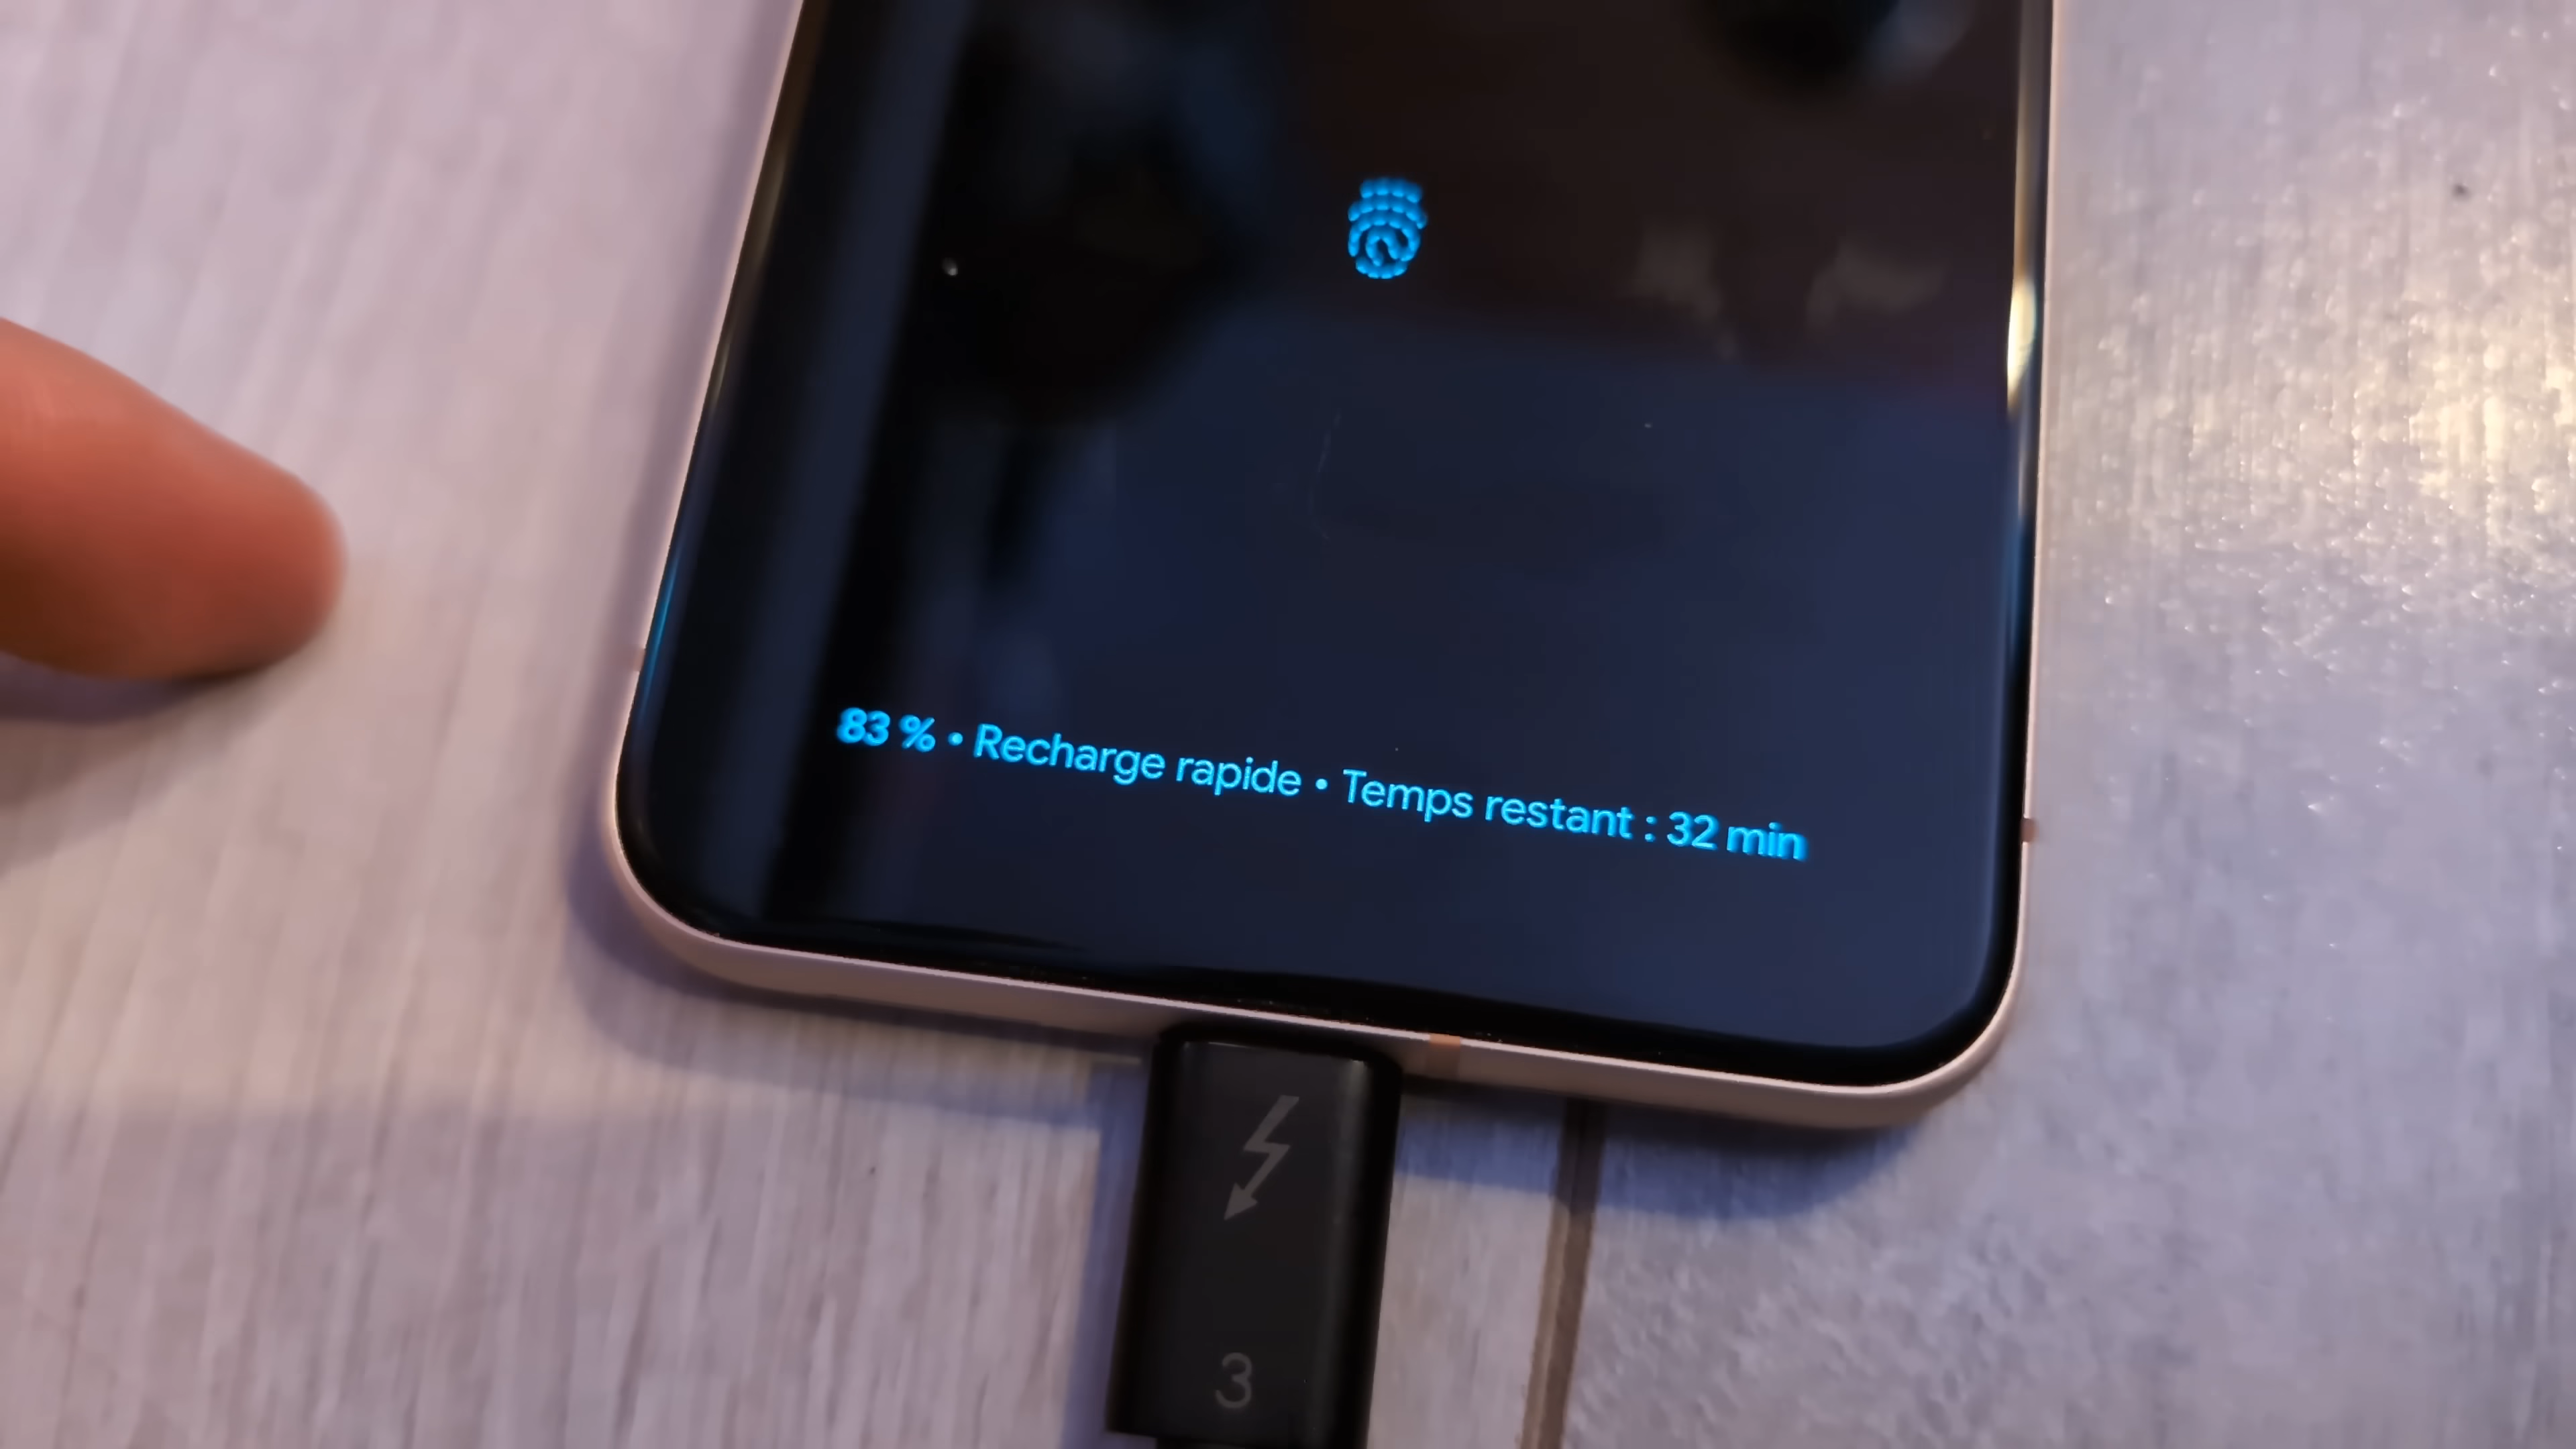 83 % • Recharge rapide • Temps restant : 32 min
3